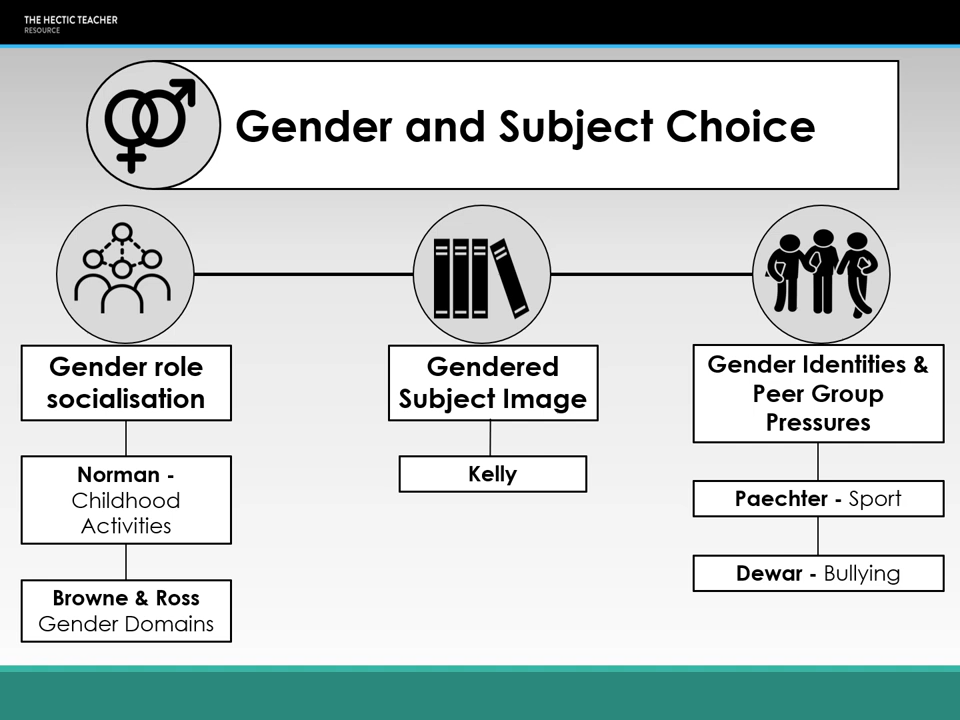 THE HECTIC TEACHER
RESOURCE
Gender and Subject Choice
Gender role
socialisation
Norman -
Childhood
Activities
Browne & Ross
Gender Domains
Gendered
Subject Image
Kelly
Gender Identities &
Peer Group
Pressures
Paechter - Sport
Dewar - Bullying